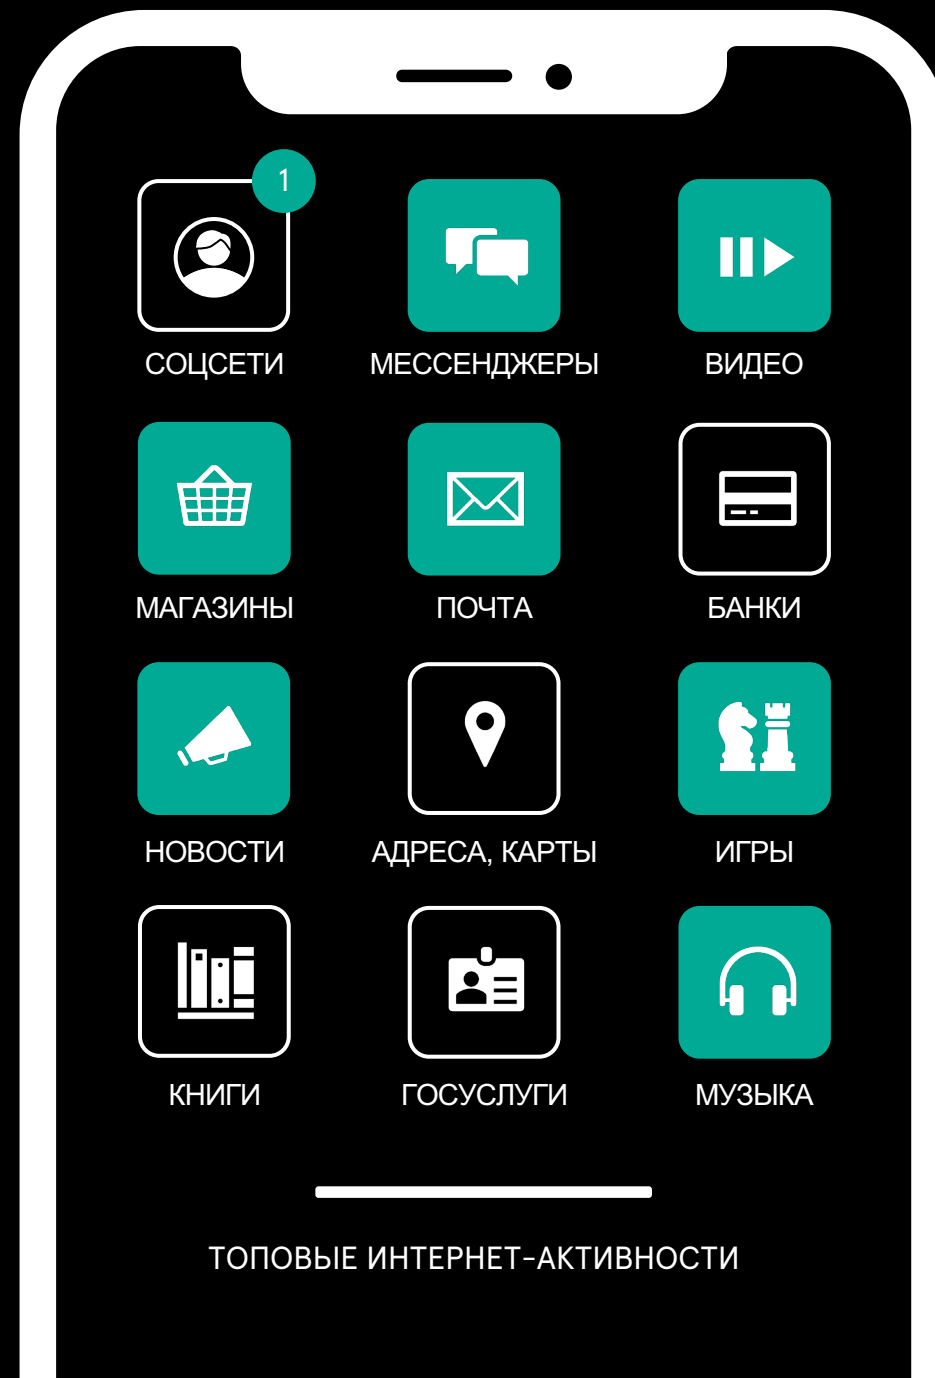 1
СОЦСЕТИ МЕССЕНДЖЕРЫ ВИДЕО
МАГАЗИНЫ ПОЧТА БАНКИ
НОВОСТИ АДРЕСА, КАРТЫ ИГРЫ
КНИГИ ГОСУСЛУГИ МУЗЫКА
ТОПОВЫЕ ИНТЕРНЕТ-АКТИВНОСТИ